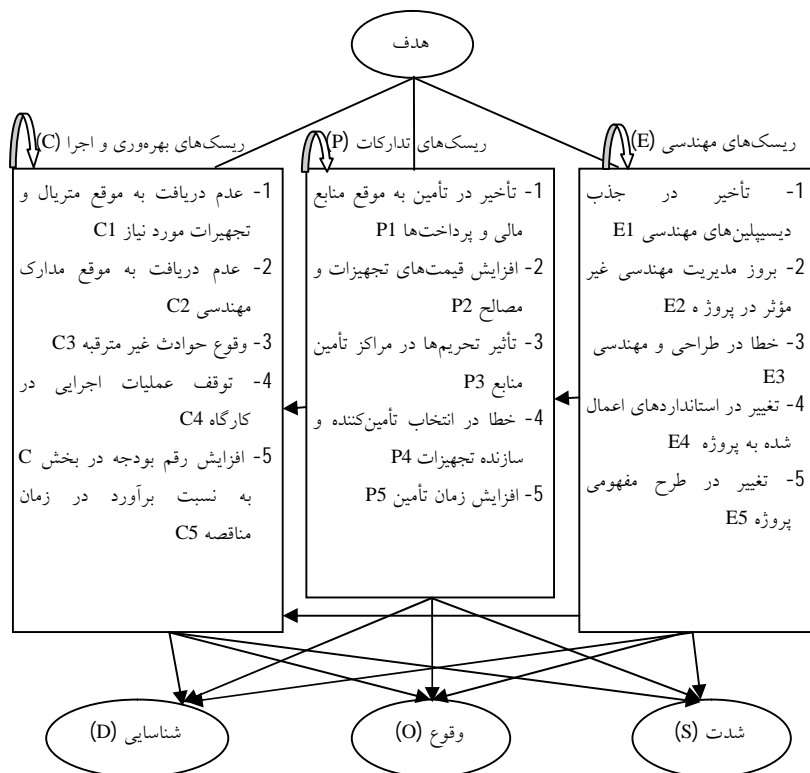 هدف
ریسک‌های مهندسی (E)
1- تأخیر در جذب
دیسیپلین‌های مهندسی E1
2- بروز مدیریت مهندسی غیر
مؤثر در پروژ ه E2
3- خطا در طراحی و مهندسی
E3
4- تغییر در استانداردهای اعمال
شده به پروژه E4
5- تغییر در طرح مفهومی
پروژه E5
ریسک‌های تدارکات (P)
1- تأخیر در تأمین به موقع منابع
مالی و پرداخت‌ها P1
2- افزایش قیمت‌های تجهیزات و
مصالح P2
3- تأثیر تحریم‌ها در مراکز تأمین
منابع P3
4- خطا در انتخاب تأمین‌کننده و
سازنده تجهیزات P4
5- افزایش زمان تأمین P5
ریسک‌های بهره‌وری و اجرا (C)
1- عدم دریافت به موقع متریال و
تجهیزات مورد نیاز C1
2- عدم دریافت به موقع مدارک
مهندسی C2
3- وقوع حوادث غیر مترقبه C3
4- توقف عملیات اجرایی در
کارگاه C4
5- افزایش رقم بودجه در بخش C
به نسبت برآورد در زمان
مناقصه C5
شدت (S)
وقوع (O)
شناسایی (D)